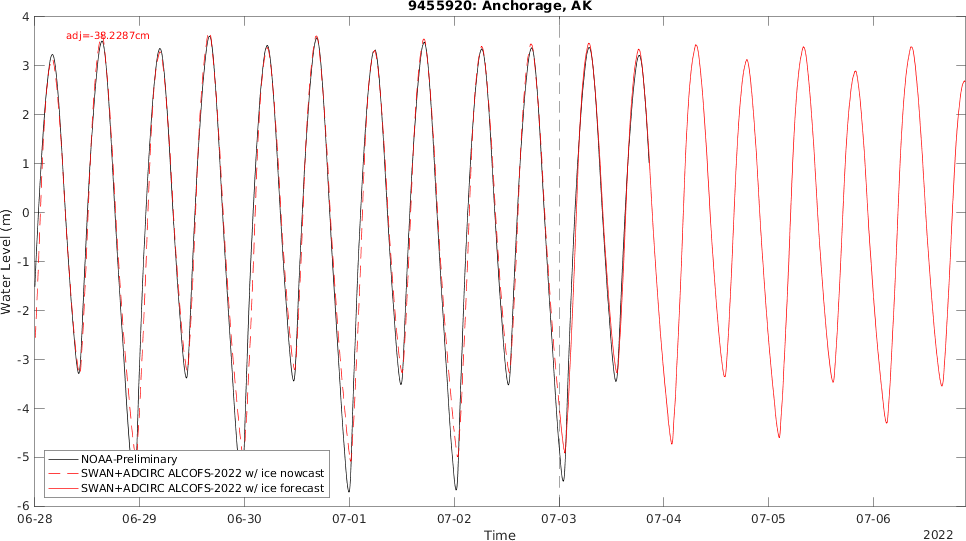 9455920: Anchorage, AK
adj=-38.2287cm
4
3
2
1
0
-1
-2
-3
-4
-5
-6
Water Level (m)
NOAA-Preliminary
SWAN+ADCIRC ALCOFS-2022 w/ ice nowcast
SWAN+ADCIRC ALCOFS-2022 w/ ice forecast
06-28 06-29 06-30 07-01 07-02 07-03 07-04 07-05 07-06
Time
2022